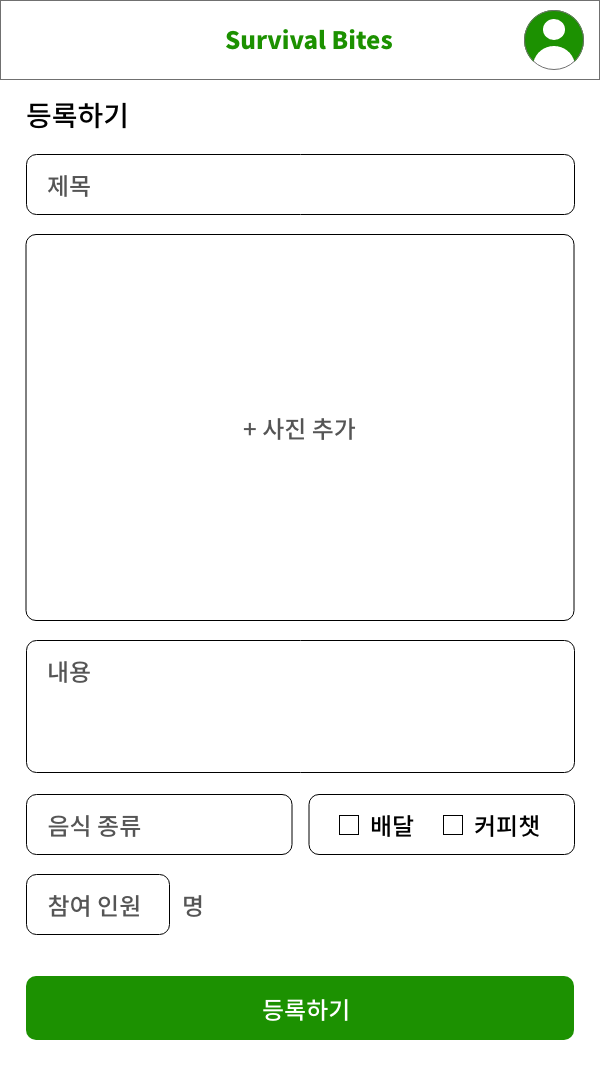 Survival Bites
등록하기
제목
+ 사진 추가
내용
음식 종류
배달 커피챗
참여 인원 명
등록하기